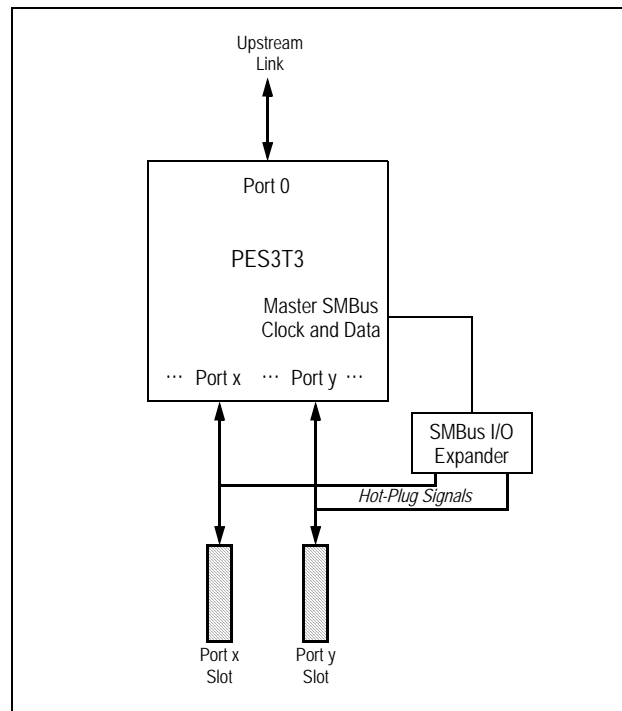 Upstream
Link
Port 0
PES3T3
Master SMBus
Clock and Data
··· Port x ··· Port y ···
SMBus I/O
Expander
Hot-Plug Signals
Port x
Slot
Port y
Slot